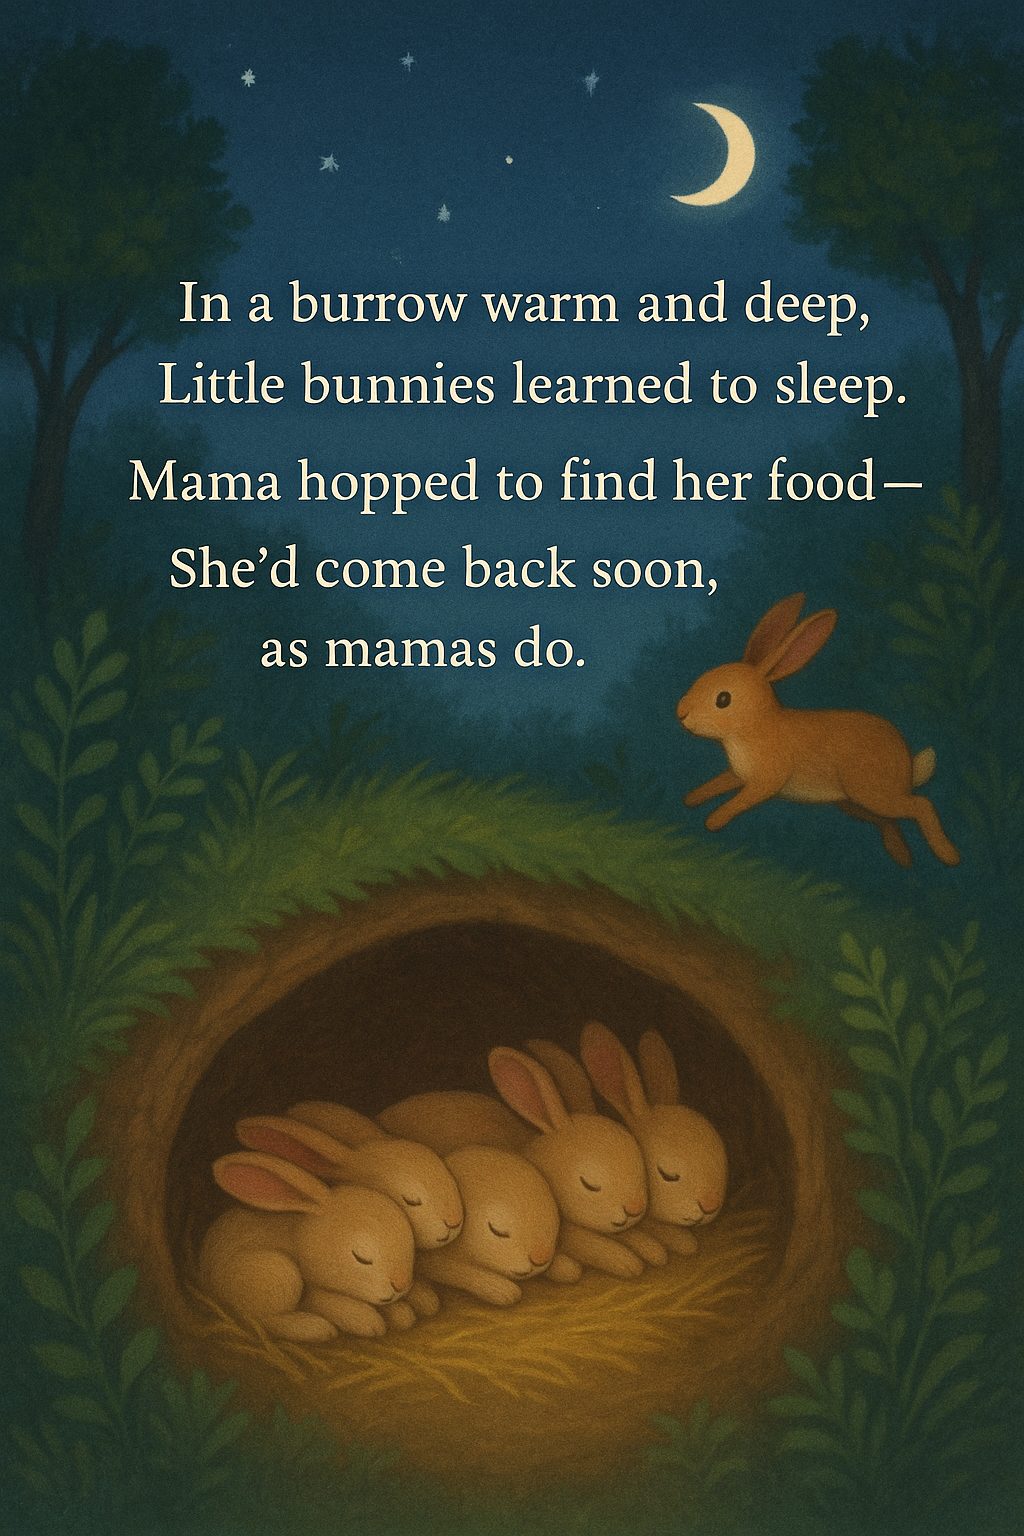 In a burrow warm and deep,
Little bunnies learned to sleep.
Mama hopped to find her food—
She’d come back soon,
as mamas do.